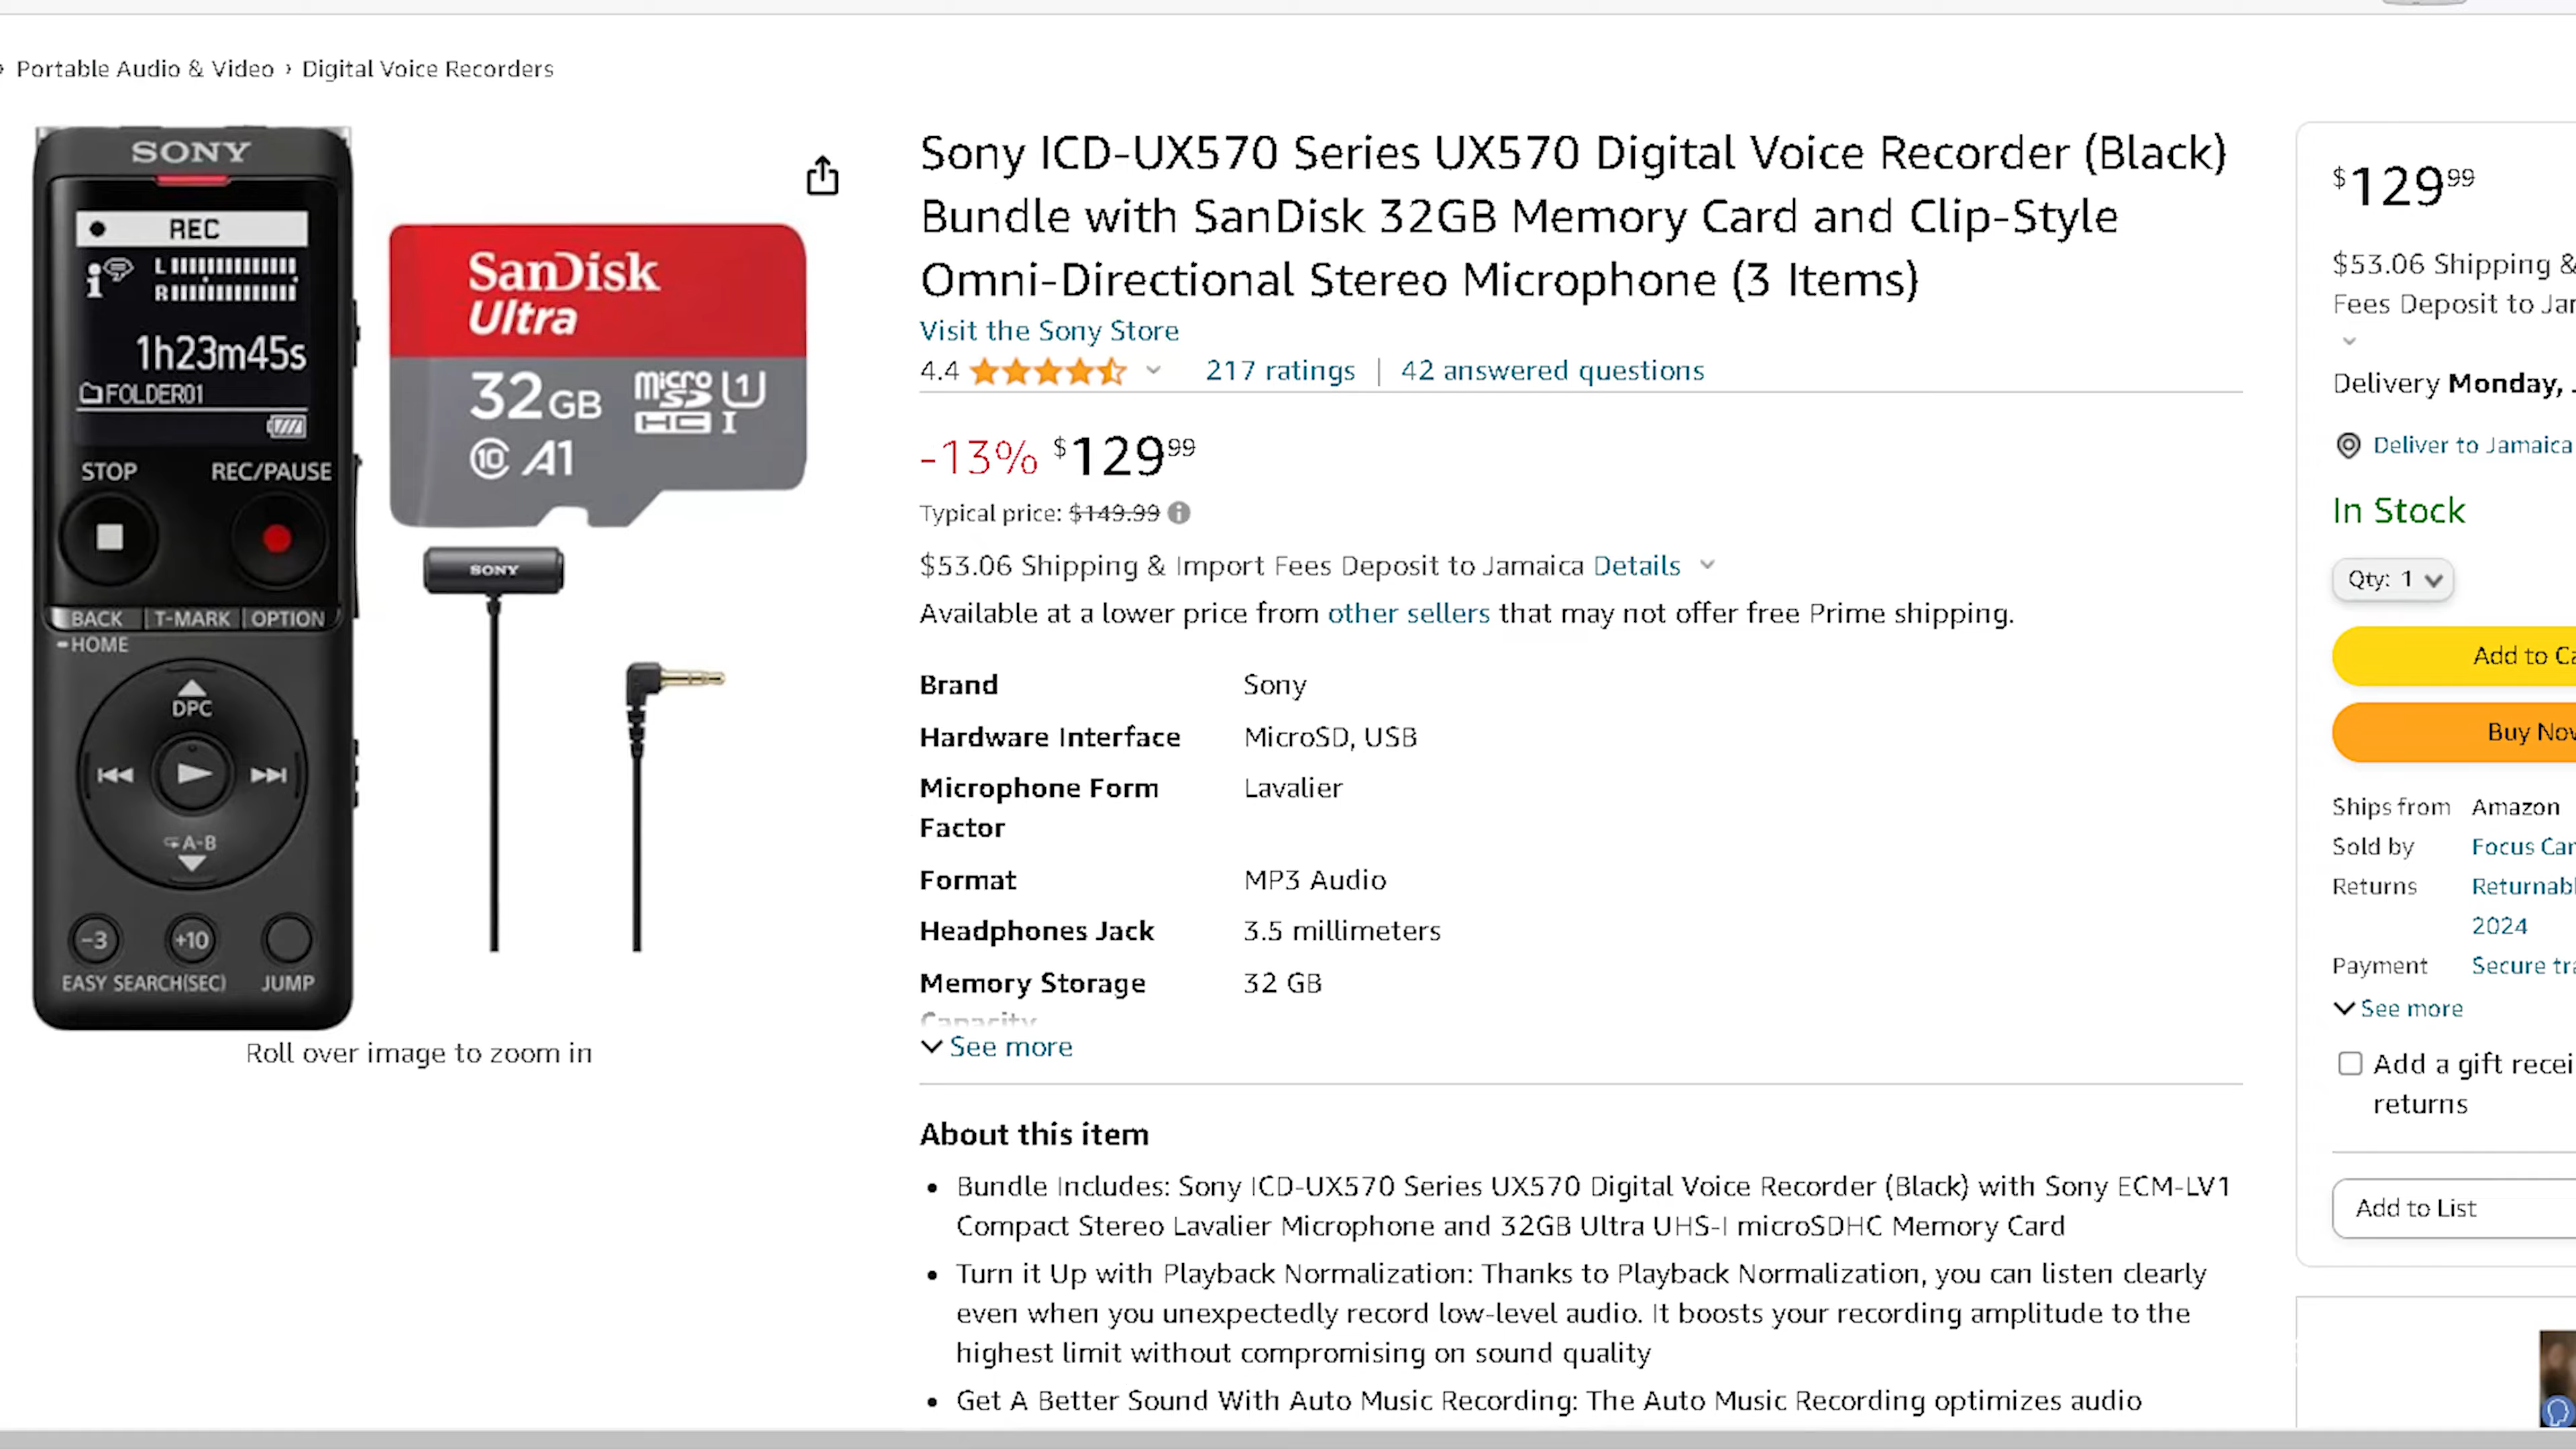 › Portable Audio & Video › Digital Voice Recorders
SONY
REC
L
R
1h23m45s
FOLDER01
STOP REC/PAUSE
BACK T-MARK OPTION
HOME
DPC
A-B
-3 +10
EASY SEARCH(SEC) JUMP
SanDisk
Ultra
32GB micro SD HC I U1
10 A1
SONY
Roll over image to zoom in
Sony ICD-UX570 Series UX570 Digital Voice Recorder (Black)
Bundle with SanDisk 32GB Memory Card and Clip-Style
Omni-Directional Stereo Microphone (3 Items)
Visit the Sony Store
4.4 217 ratings | 42 answered questions
-13% $129 99
Typical price: $149.99
$53.06 Shipping & Import Fees Deposit to Jamaica Details
Available at a lower price from other sellers that may not offer free Prime shipping.
Brand Sony
Hardware Interface MicroSD, USB
Microphone Form Lavalier
Factor
Format MP3 Audio
Headphones Jack 3.5 millimeters
Memory Storage 32 GB
Capacity
See more
About this item
• Bundle Includes: Sony ICD-UX570 Series UX570 Digital Voice Recorder (Black) with Sony ECM-LV1
Compact Stereo Lavalier Microphone and 32GB Ultra UHS-I microSDHC Memory Card
• Turn it Up with Playback Normalization: Thanks to Playback Normalization, you can listen clearly
even when you unexpectedly record low-level audio. It boosts your recording amplitude to the
highest limit without compromising on sound quality
• Get A Better Sound With Auto Music Recording: The Auto Music Recording optimizes audio
$129 99
$53.06 Shipping &
Fees Deposit to
Delivery Monday,
Deliver to Jamaica
In Stock
Qty: 1
Add to
Buy
Ships from Amazon
Sold by Focus
Returns
2024
Payment Secure
See more
Add a gift
returns
Add to List